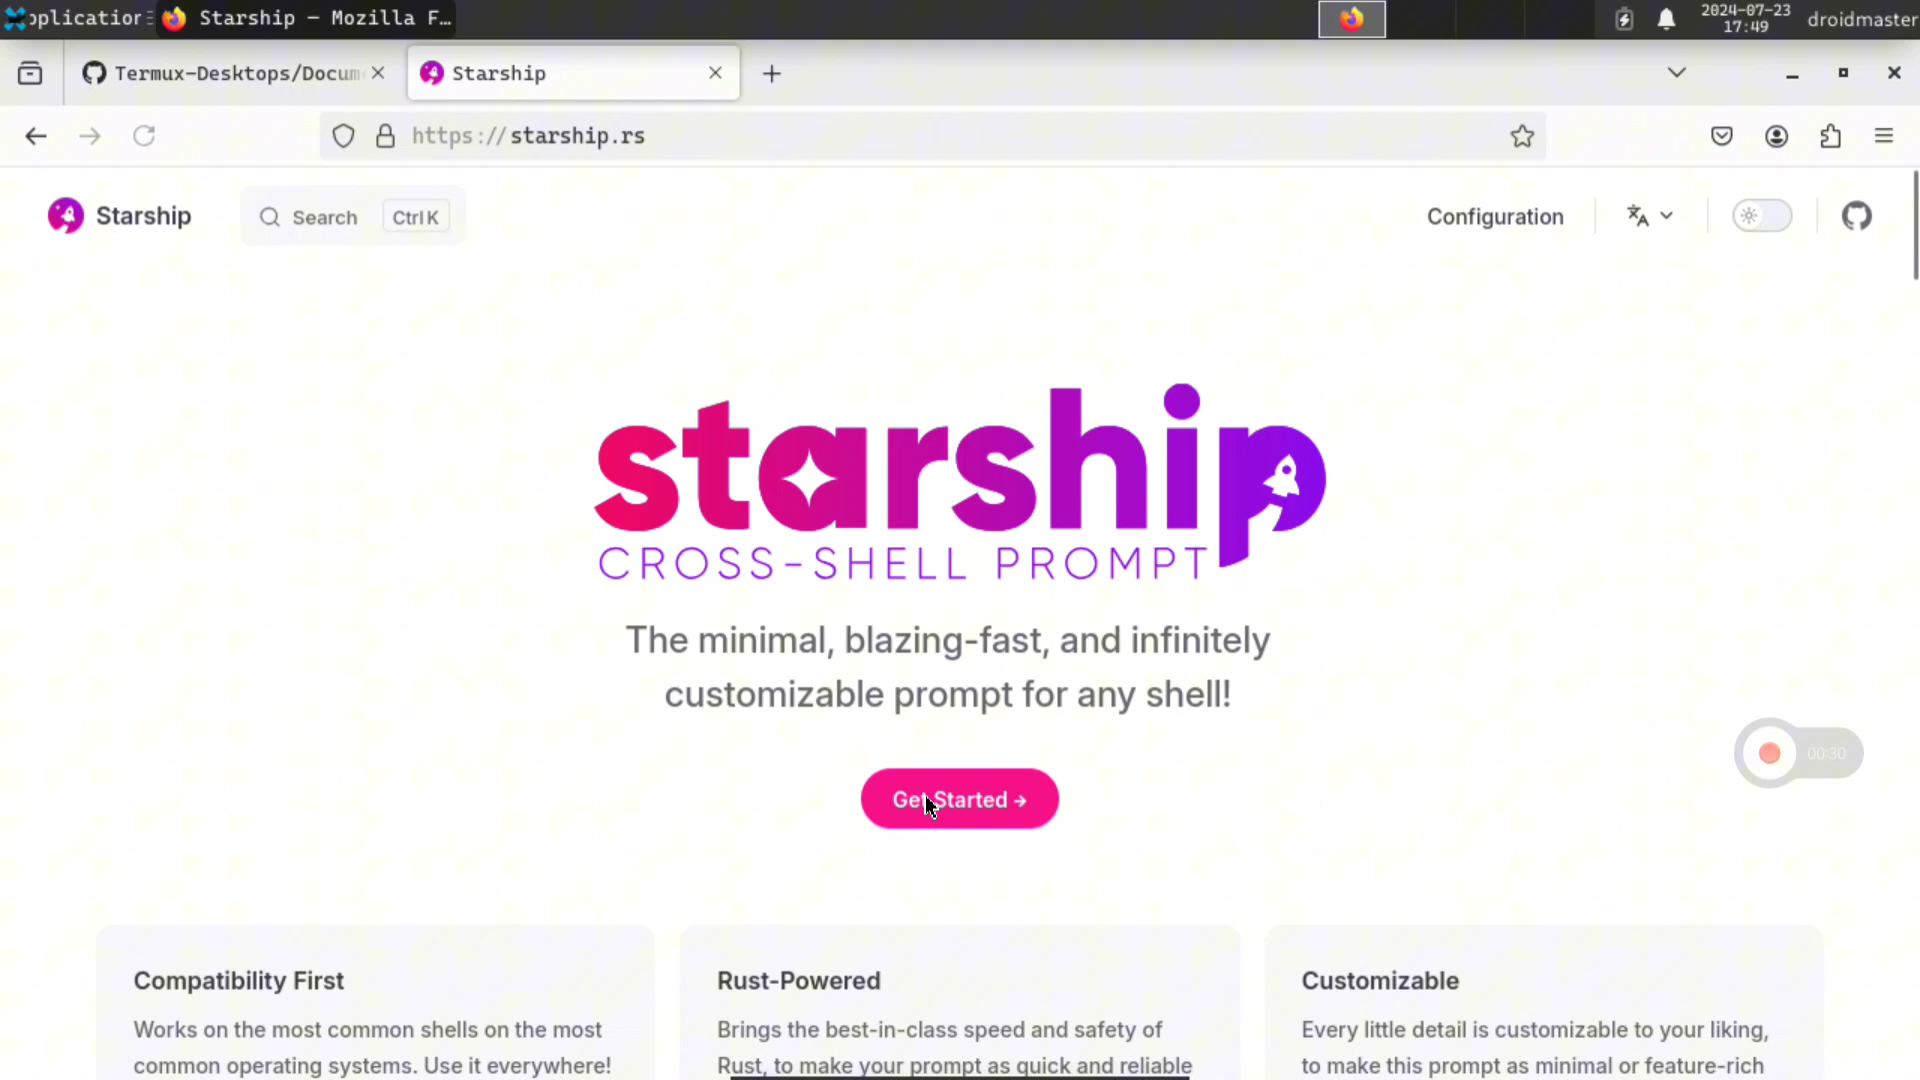 pplication
Starship — Mozilla F…
2024-07-23
17:49
droidmaster
Termux-Desktops/Docum
Starship
https://starship.rs
Starship
Search
Ctrl K
Configuration
starship
CROSS-SHELL PROMPT
The minimal, blazing-fast, and infinitely
customizable prompt for any shell!
00:30
Get Started →
Compatibility First
Works on the most common shells on the most
common operating systems. Use it everywhere!
Rust-Powered
Brings the best-in-class speed and safety of
Rust, to make your prompt as quick and reliable
Customizable
Every little detail is customizable to your liking,
to make this prompt as minimal or feature-rich